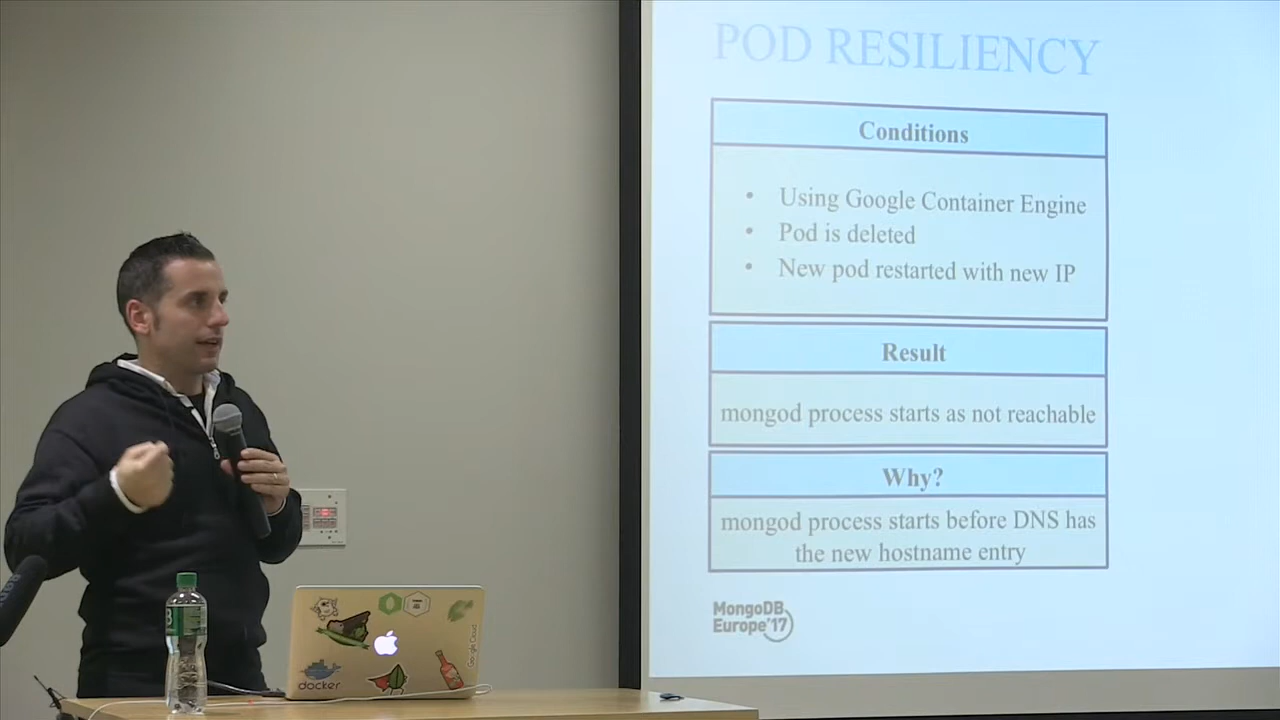 POD RESILIENCY
Conditions
• Using Google Container Engine
• Pod is deleted
• New pod restarted with new IP
Result
mongod process starts as not reachable
Why?
mongod process starts before DNS has
the new hostname entry
MongoDB
Europe'17
docker
Google Cloud